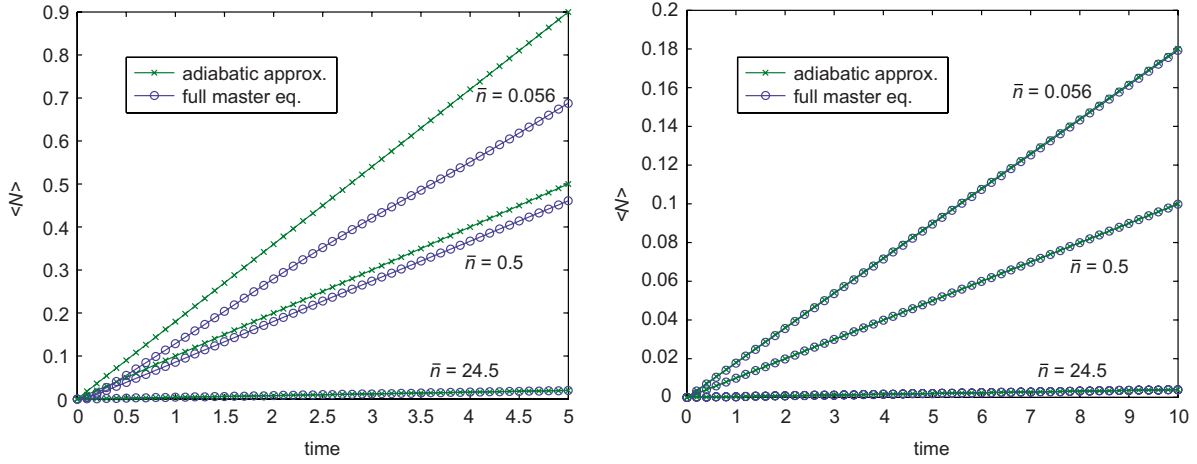 0.9
0.8
0.7
0.6
0.5
0.4
0.3
0.2
0.1
0
<N>
adiabatic approx.
full master eq.
n̄ = 0.056
n̄ = 0.5
n̄ = 24.5
0 0.5 1.0 1.5 2.0 2.5 3.0 3.5 4.0 4.5 5
time
0.2
0.18
0.16
0.14
0.12
0.1
0.08
0.06
0.04
0.02
0
<N>
adiabatic approx.
full master eq.
n̄ = 0.056
n̄ = 0.5
n̄ = 24.5
0 1 2 3 4 5 6 7 8 9 10
time